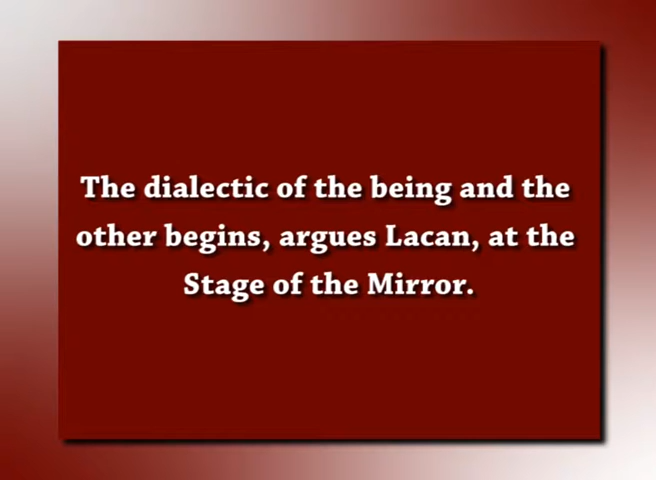 The dialectic of the being and the
other begins, argues Lacan, at the
Stage of the Mirror.